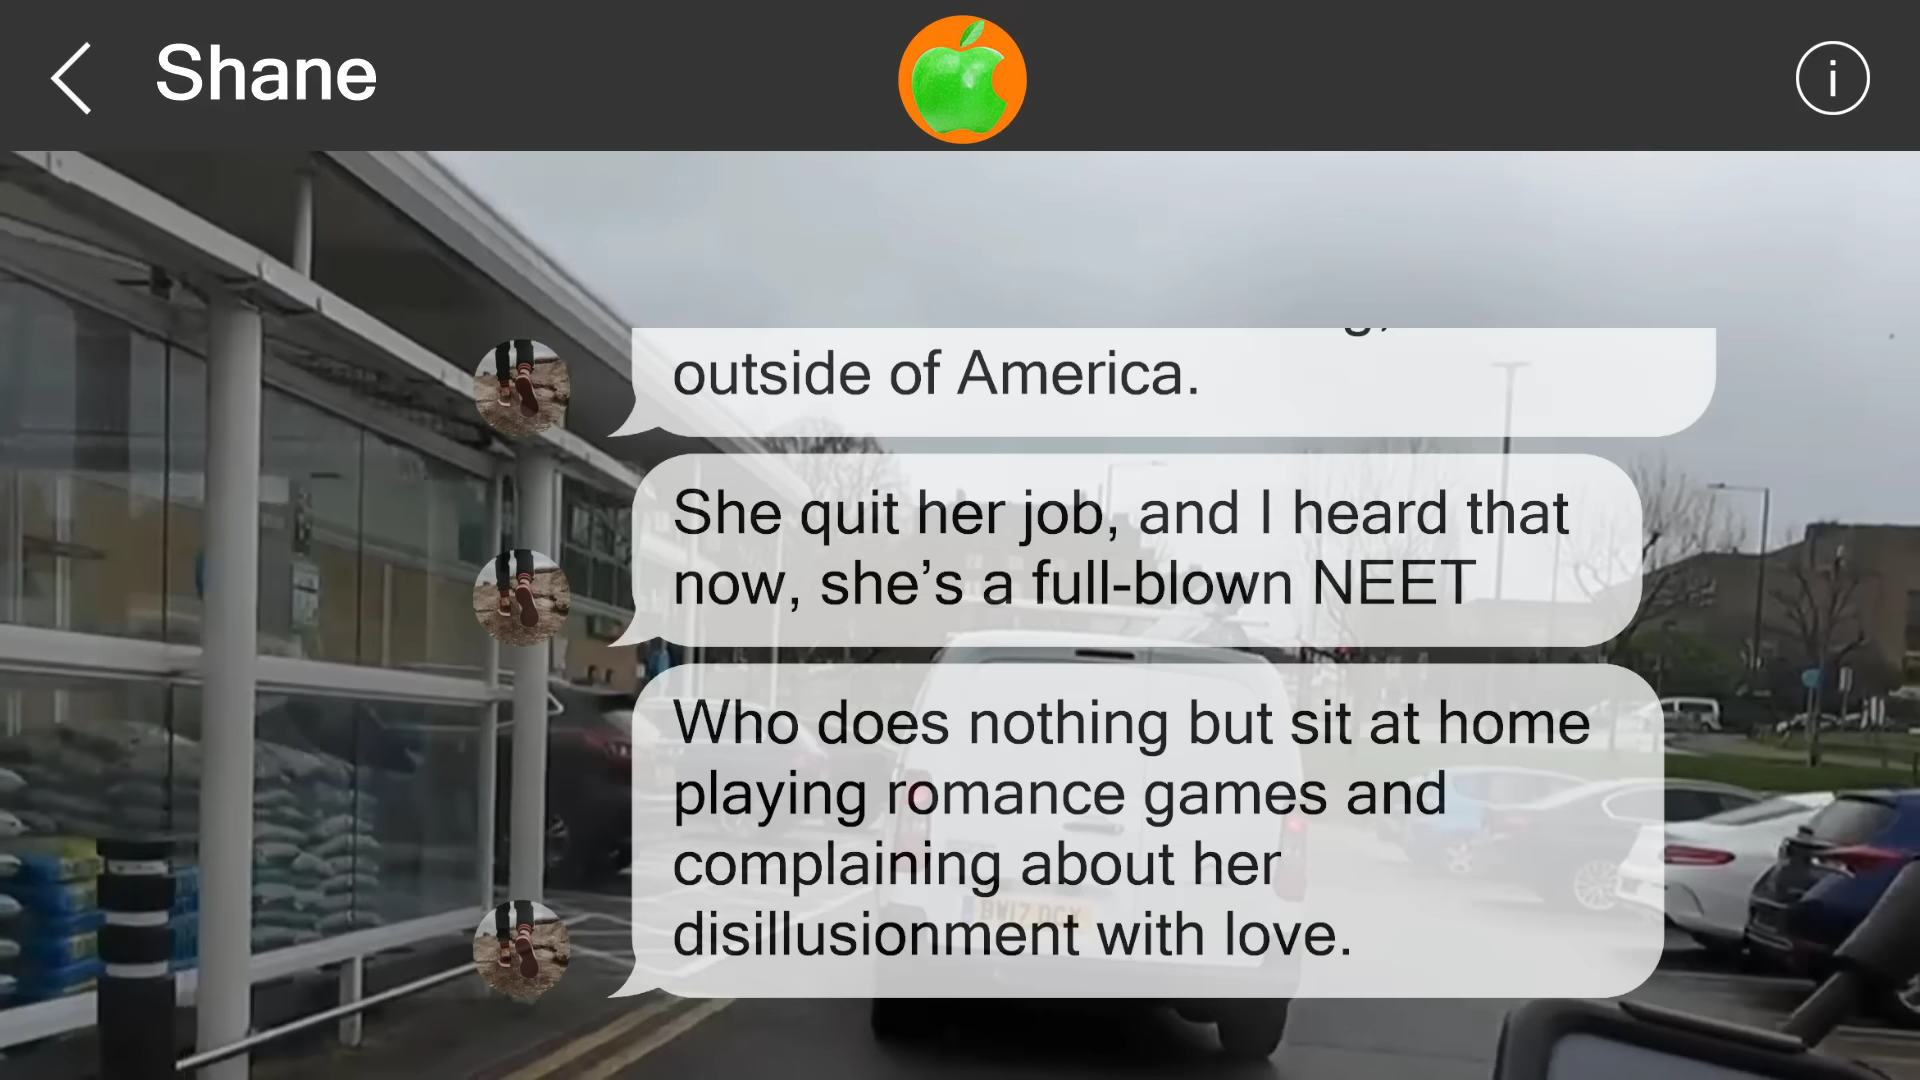 Shane
i
outside of America.
She quit her job, and I heard that
now, she's a full-blown NEET
Who does nothing but sit at home
playing romance games and
complaining about her
disillusionment with love.